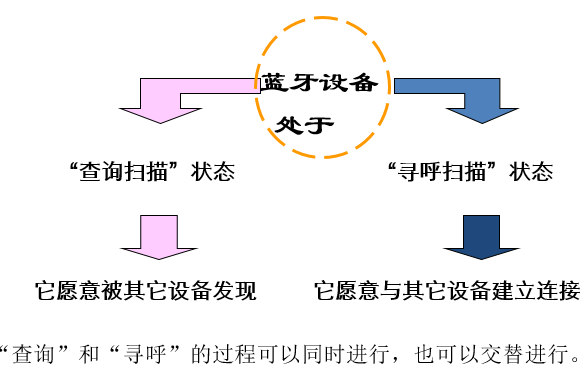 蓝牙设备
处于
“查询扫描”状态
“寻呼扫描”状态
它愿意被其它设备发现
它愿意与其它设备建立连接
“查询”和“寻呼”的过程可以同时进行，也可以交替进行。